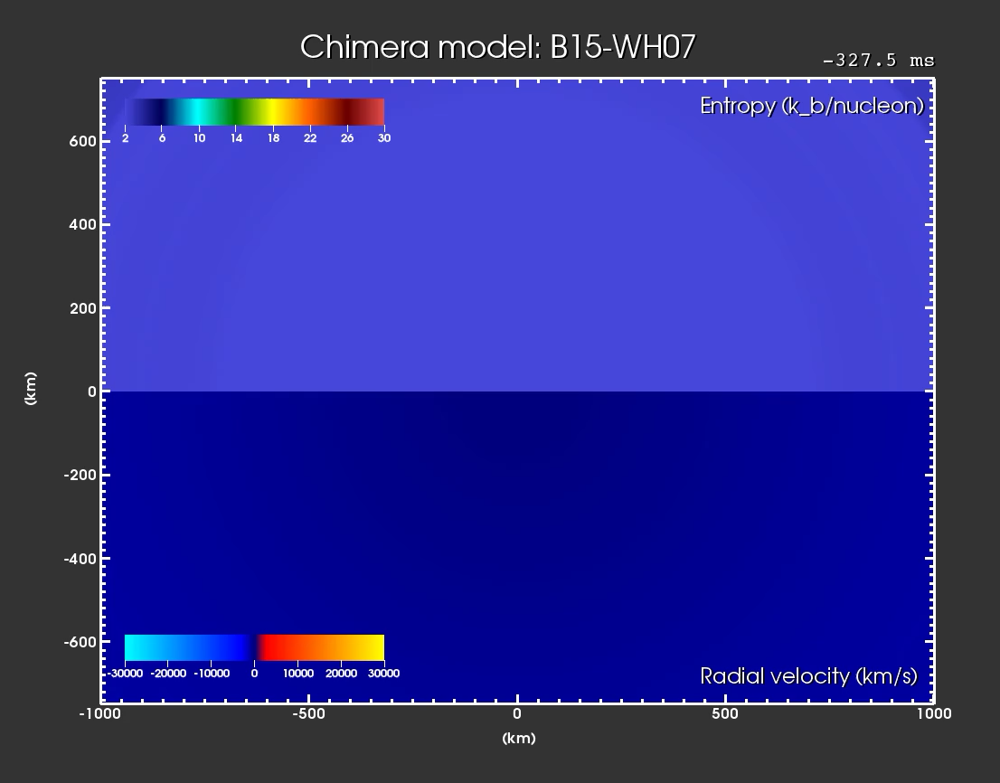 Chimera model: B15-WH07
-327.5 ms
Entropy (k_b/nucleon)
2 6 10 14 18 22 26 30
600
400
200
0
-200
-400
-600
(km)
-30000 -20000 -10000 0 10000 20000 30000
Radial velocity (km/s)
-1000 -500 0 500 1000
(km)